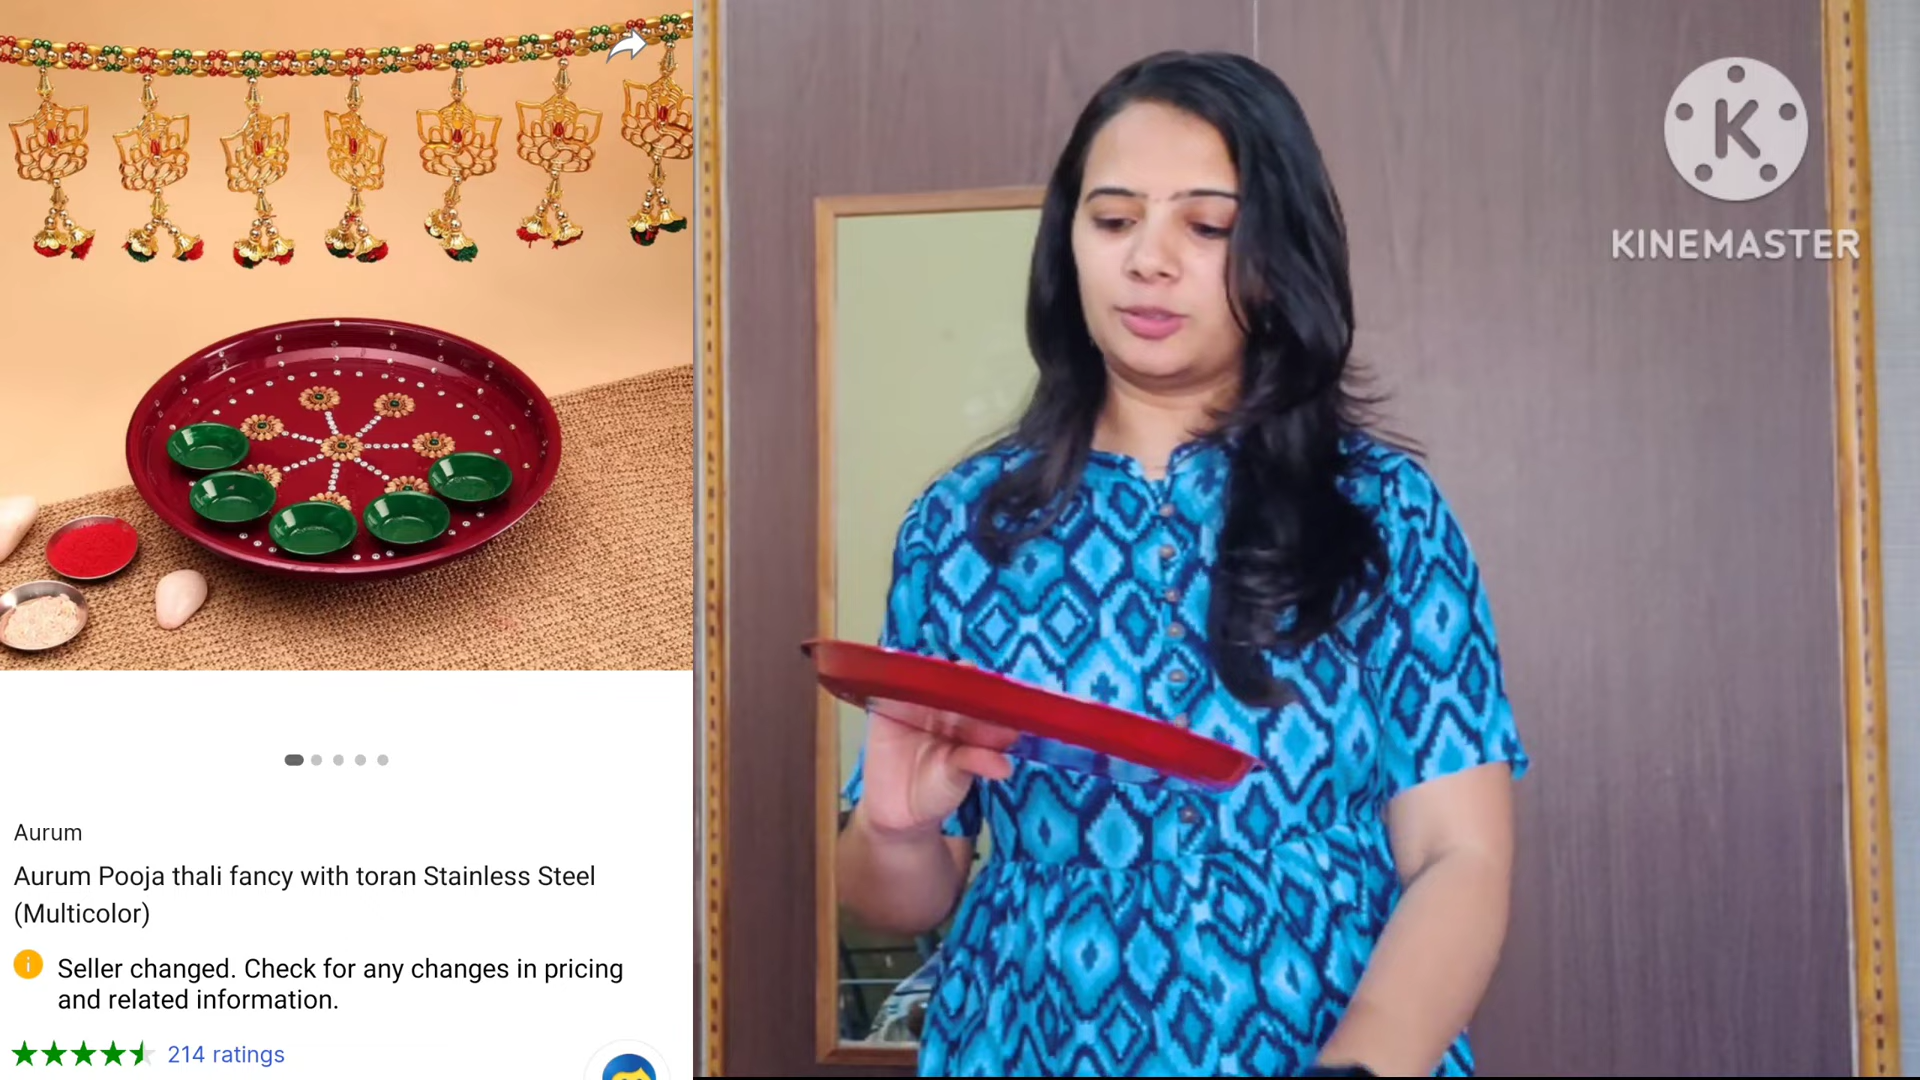 Aurum
Aurum Pooja thali fancy with toran Stainless Steel
(Multicolor)
Seller changed. Check for any changes in pricing
and related information.
214 ratings
K
KINEMASTER